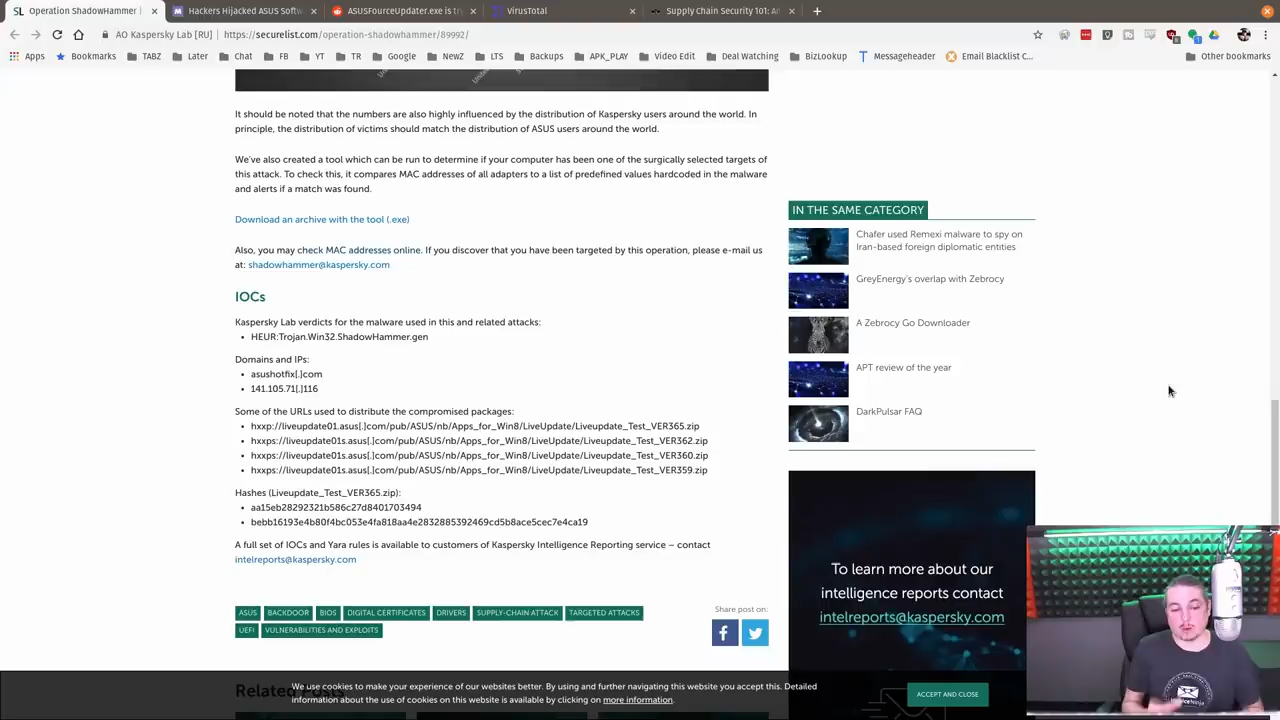 SL Operation ShadowHammer |
Hackers Hijacked ASUS Softw
ASUSFourceUpdater.exe is try
VirusTotal
Supply Chain Security 101: An
AO Kaspersky Lab [RU] | https://securelist.com/operation-shadowhammer/89992/
Apps
Bookmarks
TABZ
Later
Chat
FB
YT
TR
Google
NewZ
LTS
Backups
APK_PLAY
Video Edit
Deal Watching
BizLookup
Messageheader
Email Blacklist C...
Other bookmarks
It should be noted that the numbers are also highly influenced by the distribution of Kaspersky users around the world. In
principle, the distribution of victims should match the distribution of ASUS users around the world.
We've also created a tool which can be run to determine if your computer has been one of the surgically selected targets of
this attack. To check this, it compares MAC addresses of all adapters to a list of predefined values hardcoded in the malware
and alerts if a match was found.
Download an archive with the tool (.exe)
Also, you may check MAC addresses online. If you discover that you have been targeted by this operation, please e-mail us
at: shadowhammer@kaspersky.com
IOCs
Kaspersky Lab verdicts for the malware used in this and related attacks:
HEUR:Trojan.Win32.ShadowHammer.gen
Domains and IPs:
asushotfix[.]com
141.105.71[.]116
Some of the URLs used to distribute the compromised packages:
hxxp://liveupdate01.asus[.]com/pub/ASUS/nb/Apps_for_Win8/LiveUpdate/Liveupdate_Test_VER365.zip
hxxps://liveupdate01s.asus[.]com/pub/ASUS/nb/Apps_for_Win8/LiveUpdate/Liveupdate_Test_VER362.zip
hxxps://liveupdate01s.asus[.]com/pub/ASUS/nb/Apps_for_Win8/LiveUpdate/Liveupdate_Test_VER360.zip
hxxps://liveupdate01s.asus[.]com/pub/ASUS/nb/Apps_for_Win8/LiveUpdate/Liveupdate_Test_VER359.zip
Hashes (Liveupdate_Test_VER365.zip):
aa15eb28292321b586c27d8401703494
bebb16193e4b80f4bc053e4fa818aa4e2832885392469cd5b8ace5cec7e4ca19
A full set of IOCs and Yara rules is available to customers of Kaspersky Intelligence Reporting service – contact
intelreports@kaspersky.com
ASUS
BACKDOOR
BIOS
DIGITAL CERTIFICATES
DRIVERS
SUPPLY-CHAIN ATTACK
TARGETED ATTACKS
UEFI
VULNERABILITIES AND EXPLOITS
Share post on:
IN THE SAME CATEGORY
Chafer used Remexi malware to spy on
Iran-based foreign diplomatic entities
GreyEnergy's overlap with Zebrocy
A Zebrocy Go Downloader
APT review of the year
DarkPulsar FAQ
To learn more about our
intelligence reports contact
intelreports@kaspersky.com
Related Posts
We use cookies to make your experience of our websites better. By using and further navigating this website you accept this. Detailed
information about the use of cookies on this website is available by clicking on more information.
ACCEPT AND CLOSE